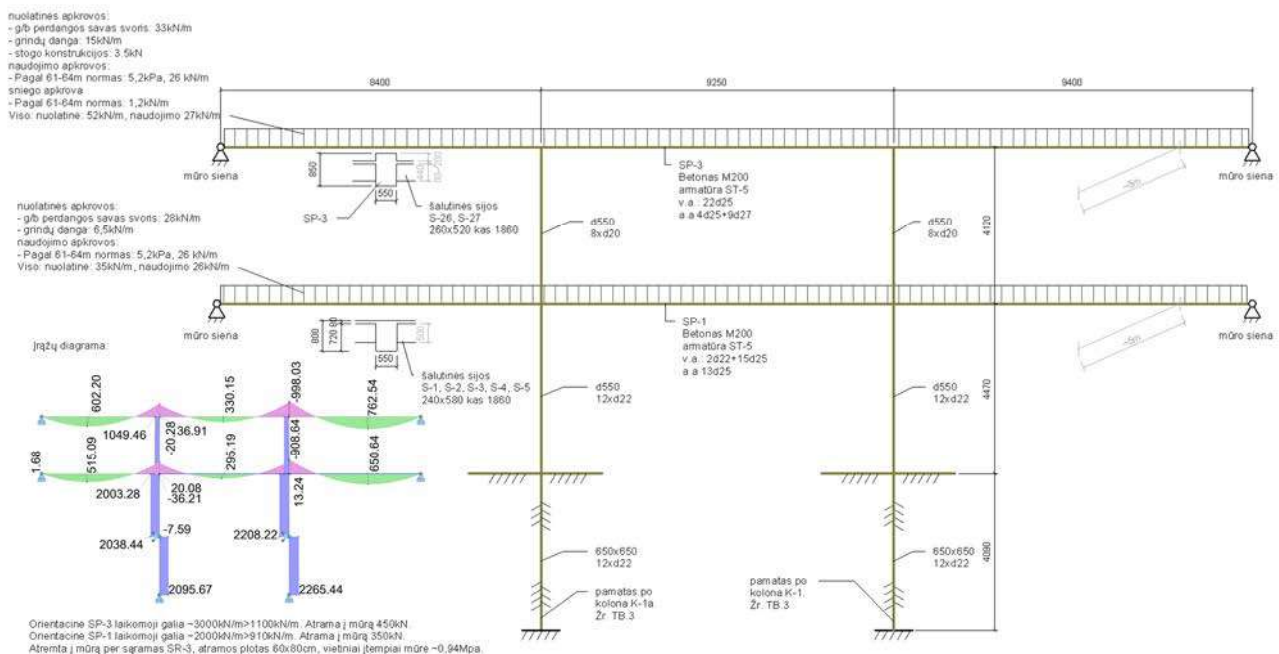 nuolatinės apkrovos:
- g/b perdangos savas svoris: 33kN/m
- grindų danga: 15kN/m
- stogo konstrukcijos: 3.5kN
naudojimo apkrovos:
- Pagal 61-64m normas: 5,2kPa, 26 kN/m
sniego apkrova
- Pagal 61-64m normas: 1,2kN/m
Viso: nuolatinė: 52kN/m, naudojimo 27kN/m
9400
9250
9400
mūro siena
850
550
SP-3
440
80-200
šalutinės sijos
S-26, S-27
260x520 kas 1860
SP-3
Betonas M200
armatūra ST-5
v.a.: 22d25
a.a 4d25+9d27
~5m
mūro siena
d550
8xd20
d550
8xd20
4120
nuolatinės apkrovos:
- g/b perdangos savas svoris: 28kN/m
- grindų danga: 6,5kN/m
naudojimo apkrovos:
- Pagal 61-64m normas: 5,2kPa, 26 kN/m
Viso: nuolatinė: 35kN/m, naudojimo 26kN/m
mūro siena
800
720
80
550
500
šalutinės sijos
S-1, S-2, S-3, S-4, S-5
240x580 kas 1860
SP-1
Betonas M200
armatūra ST-5
v.a.: 2d22+15d25
a.a 13d25
~5m
mūro siena
d550
12xd22
d550
12xd22
4470
Įrąžų diagrama:
602.20
330.15
-998.03
762.54
1049.46
-20.28
-36.91
-908.64
1.68
515.09
295.19
650.64
2003.28
20.08
-36.21
13.24
-7.59
2038.44
2208.22
2095.67
2265.44
650x650
12xd22
650x650
12xd22
4090
pamatas po
kolona K-1a
Žr. TB.3
pamatas po
kolona K-1.
Žr. TB.3
Orientacinė SP-3 laikomoji galia ~3000kN/m>1100kN/m. Atrama į mūrą 450kN.
Orientacinė SP-1 laikomoji galia ~2000kN/m>910kN/m. Atrama į mūrą 350kN.
Atremta į mūrą per sąramas SR-3, atramos plotas 60x80cm, vietiniai įtempiai mūre ~0,94Mpa.